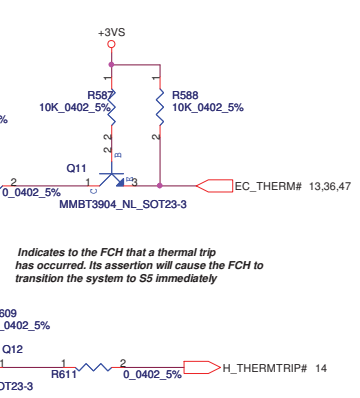 +3VS
1
1
R587
10K_0402_5%
R588
10K_0402_5%
%
2
2
2
B
Q11
2
1
C
E
3
0_0402_5%
EC_THERM# 13,36,47
MMBT3904_NL_SOT23-3
Indicates to the FCH that a thermal trip
has occurred. Its assertion will cause the FCH to
transition the system to S5 immediately
609
_0402_5%
Q12
1
1
2
R611
0_0402_5%
H_THERMTRIP# 14
OT23-3